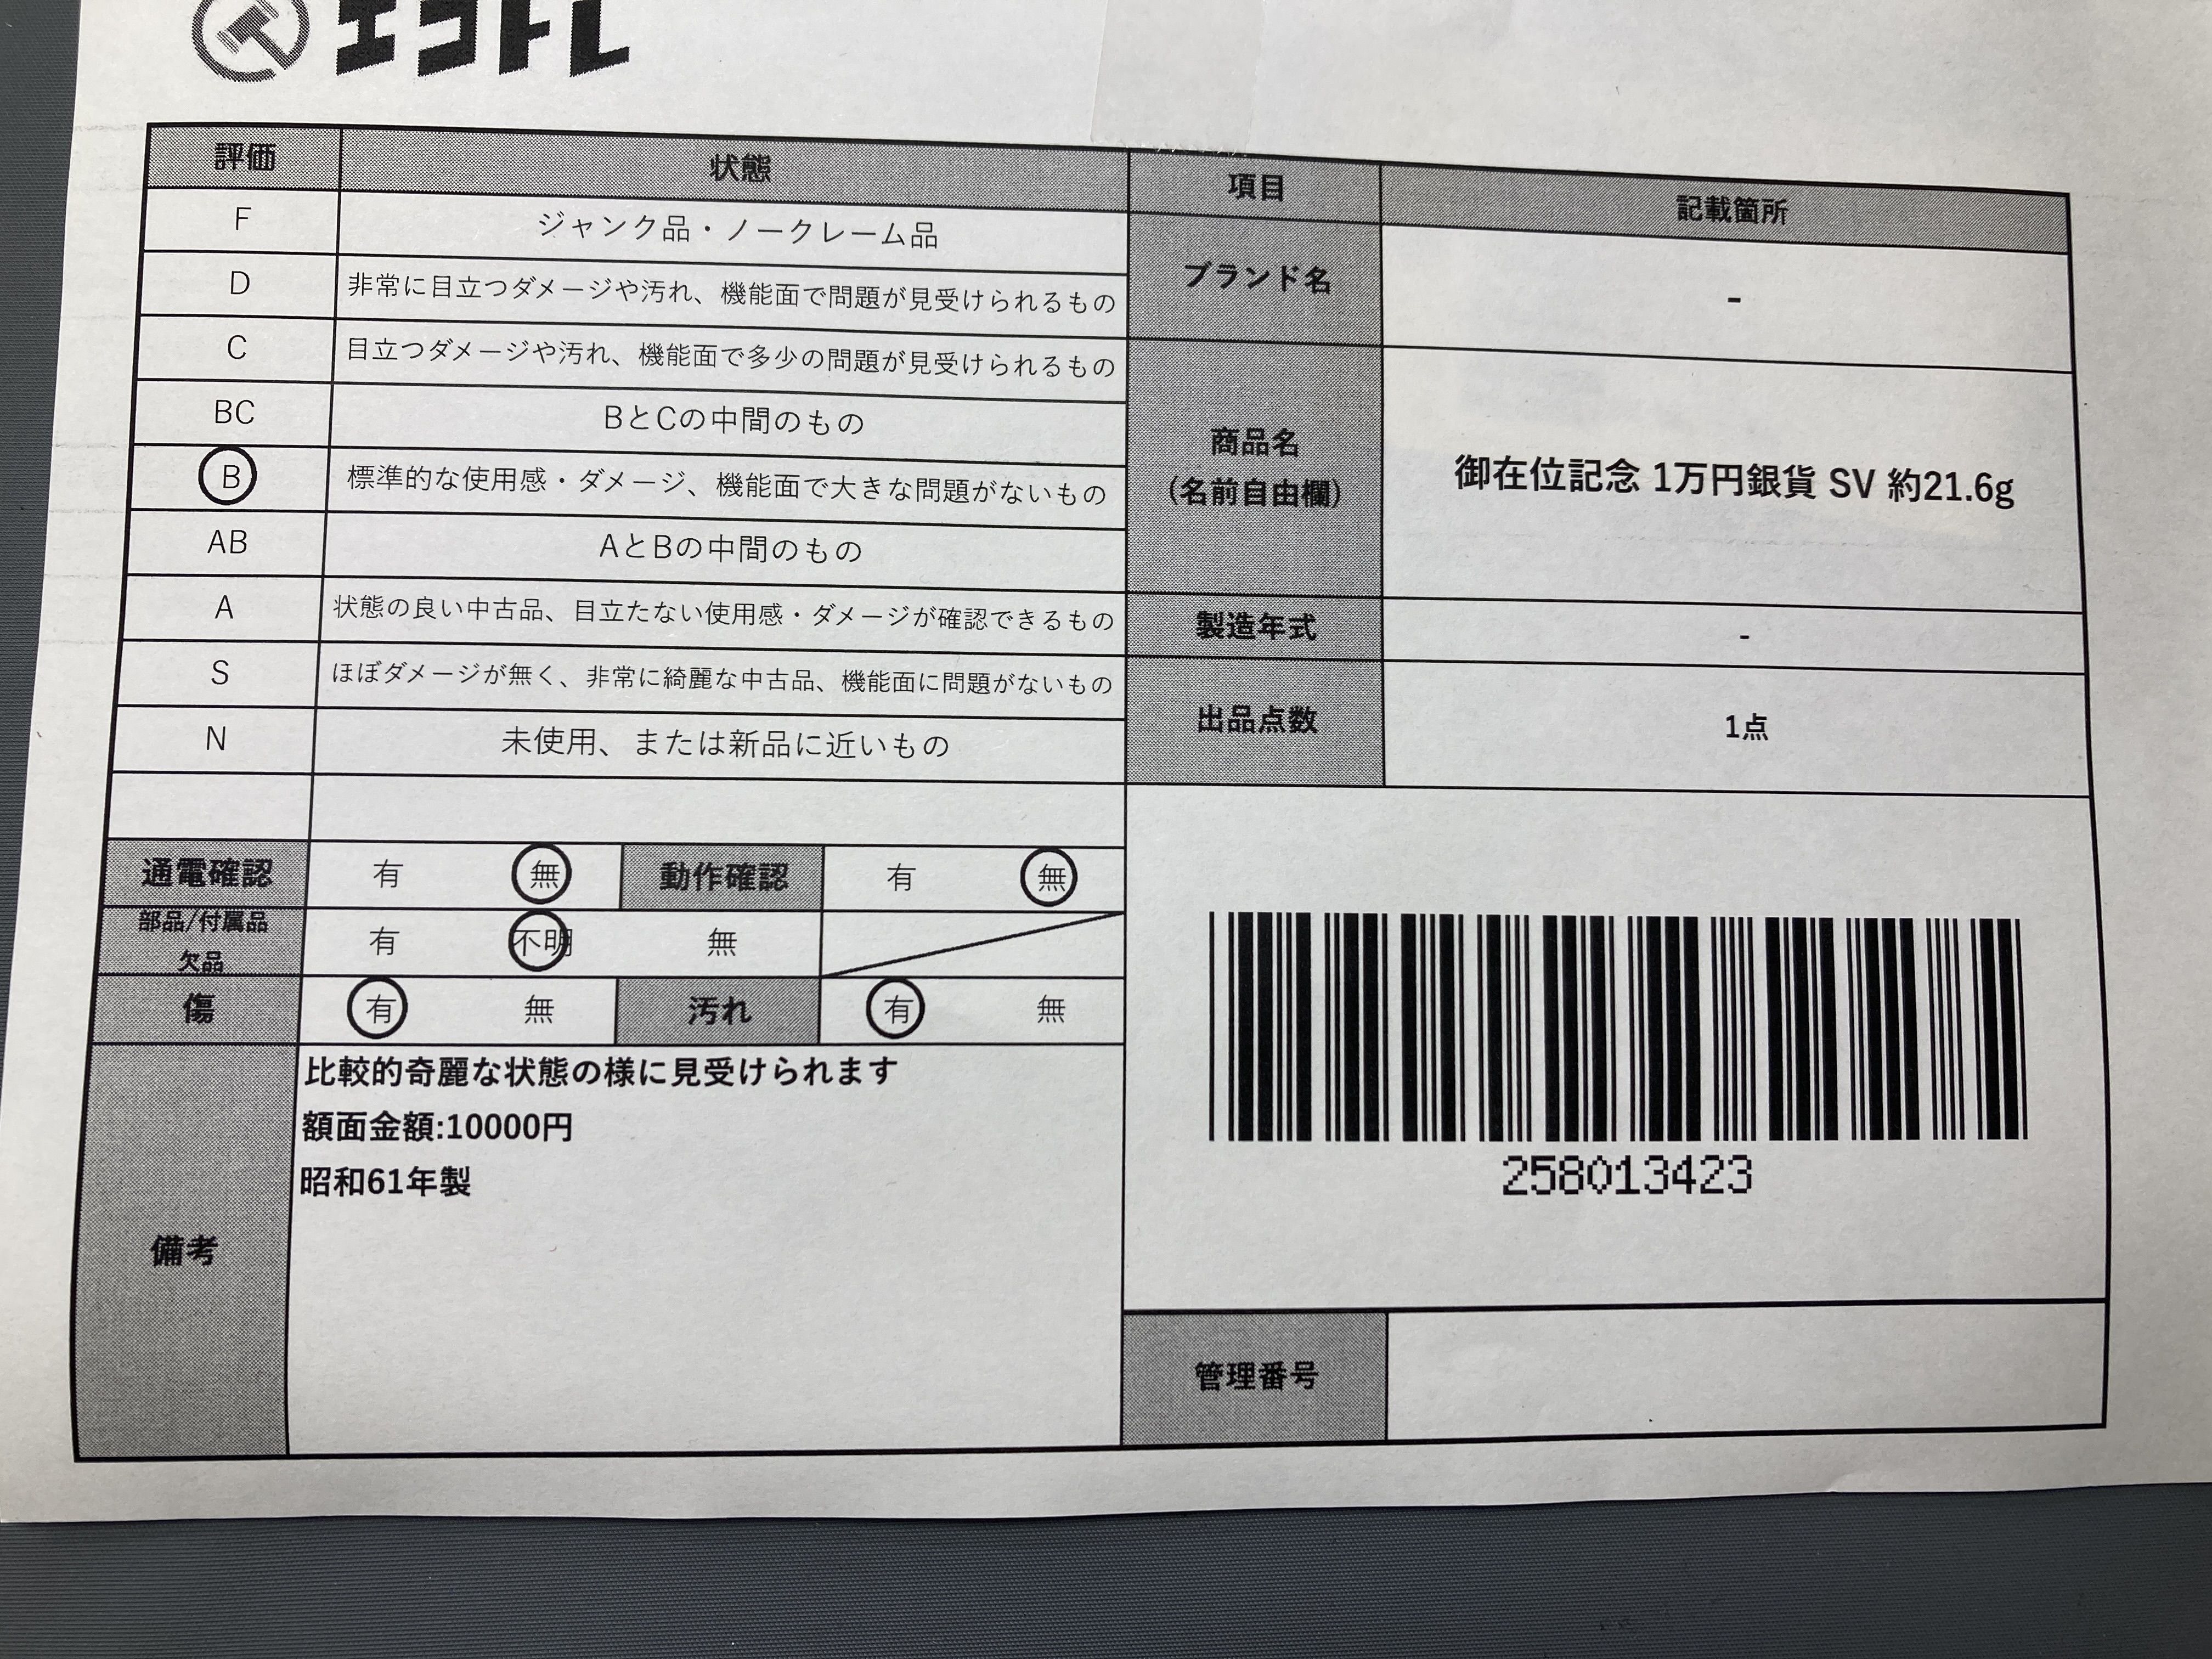 エコトレ
評価 状態 項目 記載箇所
F ジャンク品・ノークレーム品
D 非常に目立つダメージや汚れ、機能面で問題が見受けられるもの
ブランド名 -
C 目立つダメージや汚れ、機能面で多少の問題が見受けられるもの
BC BとCの中間のもの
商品名
(名前自由欄)
御在位記念 1万円銀貨 SV 約21.6g
B 標準的な使用感・ダメージ、機能面で大きな問題がないもの
AB AとBの中間のもの
A 状態の良い中古品、目立たない使用感・ダメージが確認できるもの
製造年式 -
S ほぼダメージが無く、非常に綺麗な中古品、機能面に問題がないもの
出品点数 1点
N 未使用、または新品に近いもの
通電確認 有 無 動作確認 有 無
部品/付属品
欠品
有 不明 無
傷 有 無 汚れ 有 無
備考
比較的奇麗な状態の様に見受けられます
額面金額:10000円
昭和61年製
258013423
管理番号